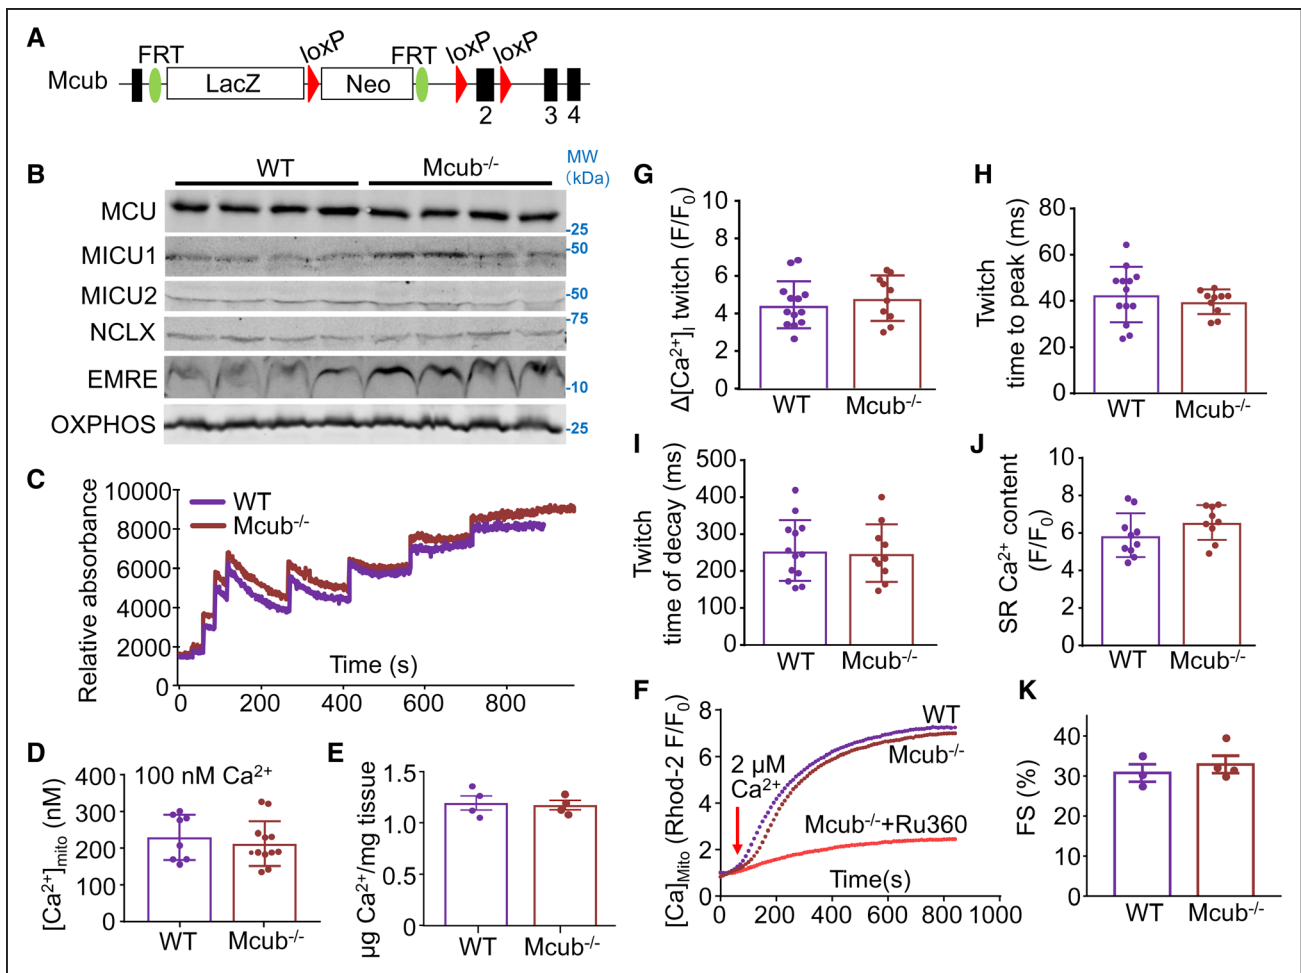 A
FRT
loxP
FRT
loxP
loxP
Mcub
LacZ
Neo
2
3
4
B
WT
Mcub-/-
MW
(kDa)
MCU
-25
MICU1
-50
MICU2
-50
-75
NCLX
EMRE
-10
OXPHOS
-25
C
Relative absorbance
10000
8000
6000
4000
2000
0
WT
Mcub-/-
Time (s)
0
200
400
600
800
D
[Ca2+]mito (nM)
100 nM Ca2+
400
300
200
100
0
WT
Mcub-/-
E
µg Ca2+/mg tissue
1.5
1.0
0.5
0
WT
Mcub-/-
G
Δ[Ca2+]i twitch (F/F0)
10
8
6
4
2
0
WT
Mcub-/-
H
Twitch
time to peak (ms)
80
60
40
20
0
WT
Mcub-/-
I
Twitch
time of decay (ms)
500
400
300
200
100
0
WT
Mcub-/-
J
SR Ca2+ content
(F/F0)
10
8
6
4
2
0
WT
Mcub-/-
F
[Ca]Mito (Rhod-2 F/F0)
8
6
4
2
0
WT
Mcub-/-
2 µM
Ca2+
Mcub-/-+Ru360
Time(s)
0
200
400
600
800
1000
K
FS (%)
40
30
20
10
0
WT
Mcub-/-